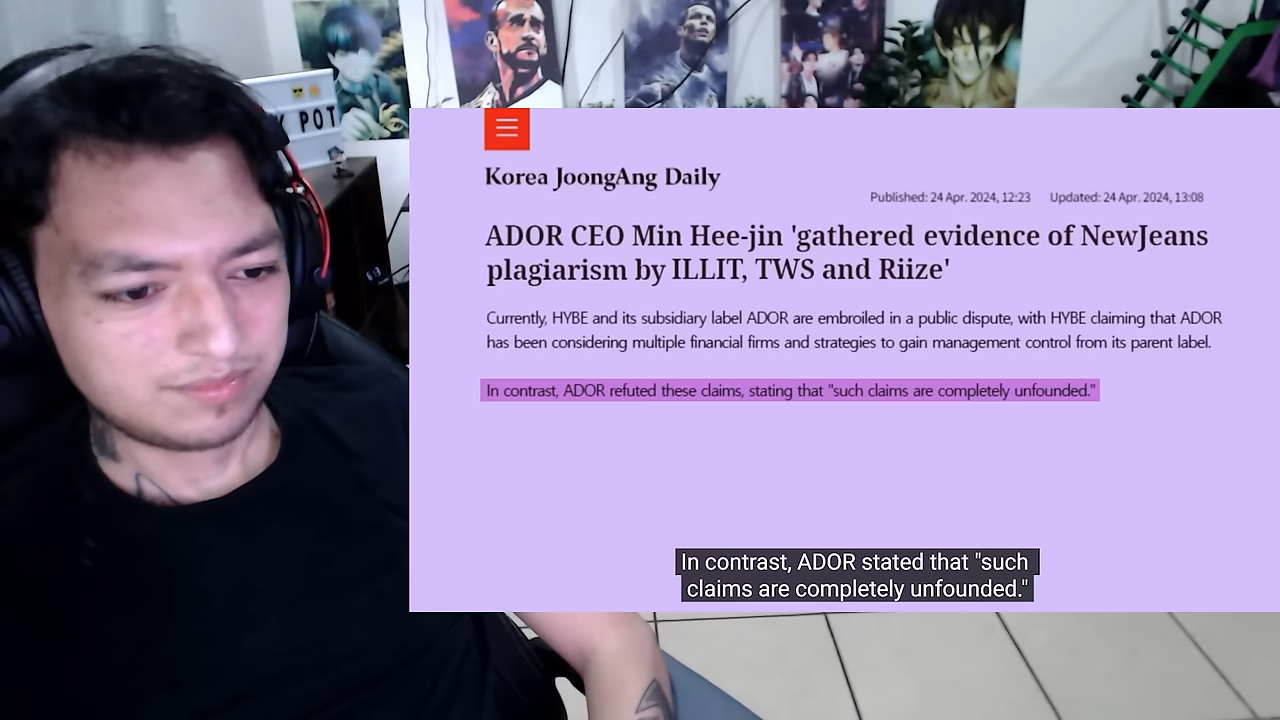 K POT
Korea JoongAng Daily
Published: 24 Apr. 2024, 12:23 Updated: 24 Apr. 2024, 13:08
ADOR CEO Min Hee-jin 'gathered evidence of NewJeans
plagiarism by ILLIT, TWS and Riize'
Currently, HYBE and its subsidiary label ADOR are embroiled in a public dispute, with HYBE claiming that ADOR
has been considering multiple financial firms and strategies to gain management control from its parent label.
In contrast, ADOR refuted these claims, stating that "such claims are completely unfounded."
In contrast, ADOR stated that "such
claims are completely unfounded."